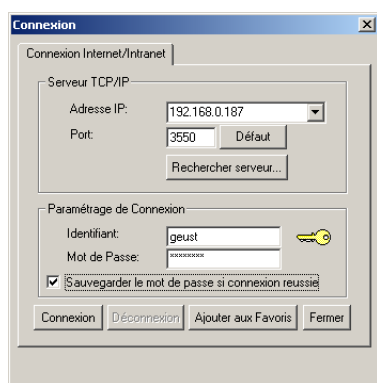 Connexion
Connexion Internet/Intranet
Serveur TCP/IP
Adresse IP: 192.168.0.187
Port: 3550 Défaut
Rechercher serveur...
Paramétrage de Connexion
Identifiant: geust
Mot de Passe: xxxxxxxx
Sauvegarder le mot de passe si connexion reussie
Connexion Déconnexion Ajouter aux Favoris Fermer